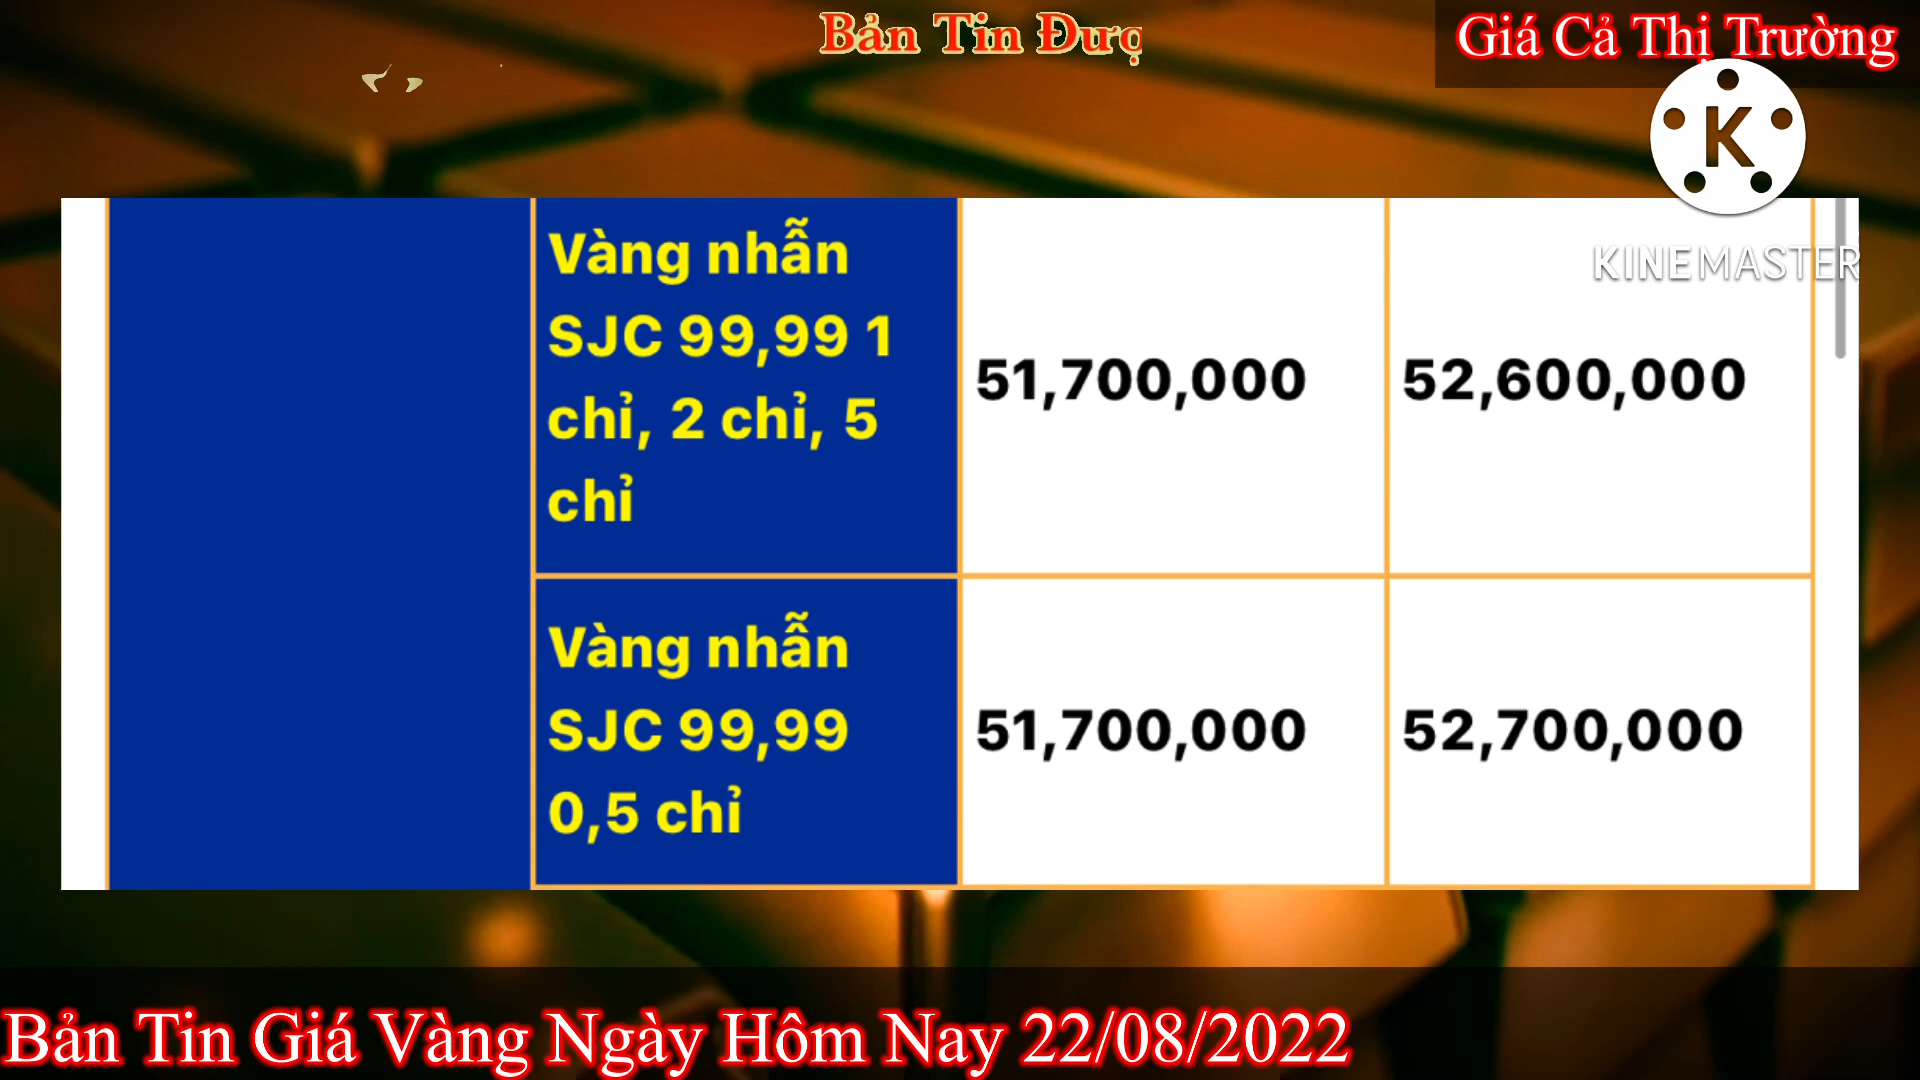 Bản Tin Đượ
Giá Cả Thị Trường
K
KINEMASTER
Vàng nhẫn
SJC 99,99 1
chỉ, 2 chỉ, 5
chỉ
51,700,000
52,600,000
Vàng nhẫn
SJC 99,99
0,5 chỉ
51,700,000
52,700,000
Bản Tin Giá Vàng Ngày Hôm Nay 22/08/2022